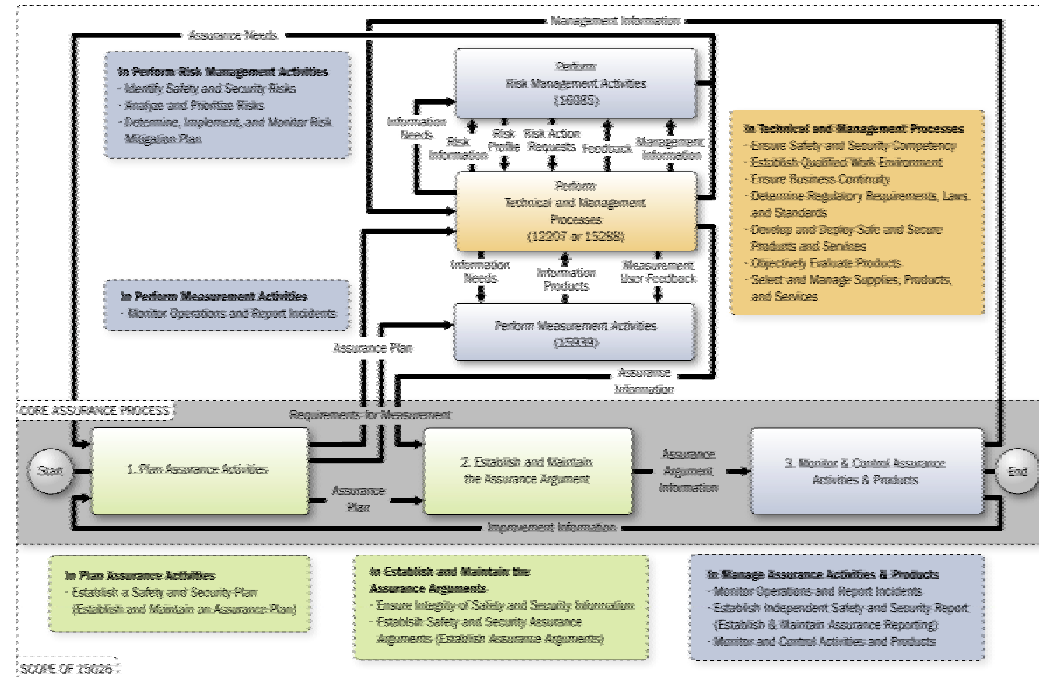 Management Information
Assurance Needs
In Perform Risk Management Activities
- Identify Safety and Security Risks
- Analyze and Prioritize Risks
- Determine, Implement, and Monitor Risk
Mitigation Plan
Perform
Risk Management Activities
(16085)
Information
Needs
Risk
Information
Risk
Profile
Risk Action
Requests
Feedback
Management
Information
Perform
Technical and Management
Processes
(12207 or 15288)
In Technical and Management Processes
- Ensure Safety and Security Competency
- Establish Qualified Work Environment
- Ensure Business Continuity
- Determine Regulatory Requirements, Laws,
and Standards
- Develop and Deploy Safe and Secure
Products and Services
- Objectively Evaluate Products
- Select and Manage Supplies, Products,
and Services
Information
Needs
Information
Products
Measurement
User Feedback
In Perform Measurement Activities
- Monitor Operations and Report Incidents
Perform Measurement Activities
(15939)
Assurance Plan
Assurance
Information
CORE ASSURANCE PROCESS
Requirements for Measurement
Start
1. Plan Assurance Activities
Assurance
Plan
2. Establish and Maintain
the Assurance Argument
Assurance
Argument
Information
3. Monitor & Control Assurance
Activities & Products
End
Improvement Information
In Plan Assurance Activities
- Establish a Safety and Security Plan
(Establish and Maintain an Assurance Plan)
In Establish and Maintain the
Assurance Arguments
- Ensure Integrity of Safety and Security Information
- Establish Safety and Security Assurance
Arguments (Establish Assurance Arguments)
In Manage Assurance Activities & Products
- Monitor Operations and Report Incidents
- Establish Independent Safety and Security Report
(Establish & Maintain Assurance Reporting)
- Monitor and Control Activities and Products
SCOPE OF 15026